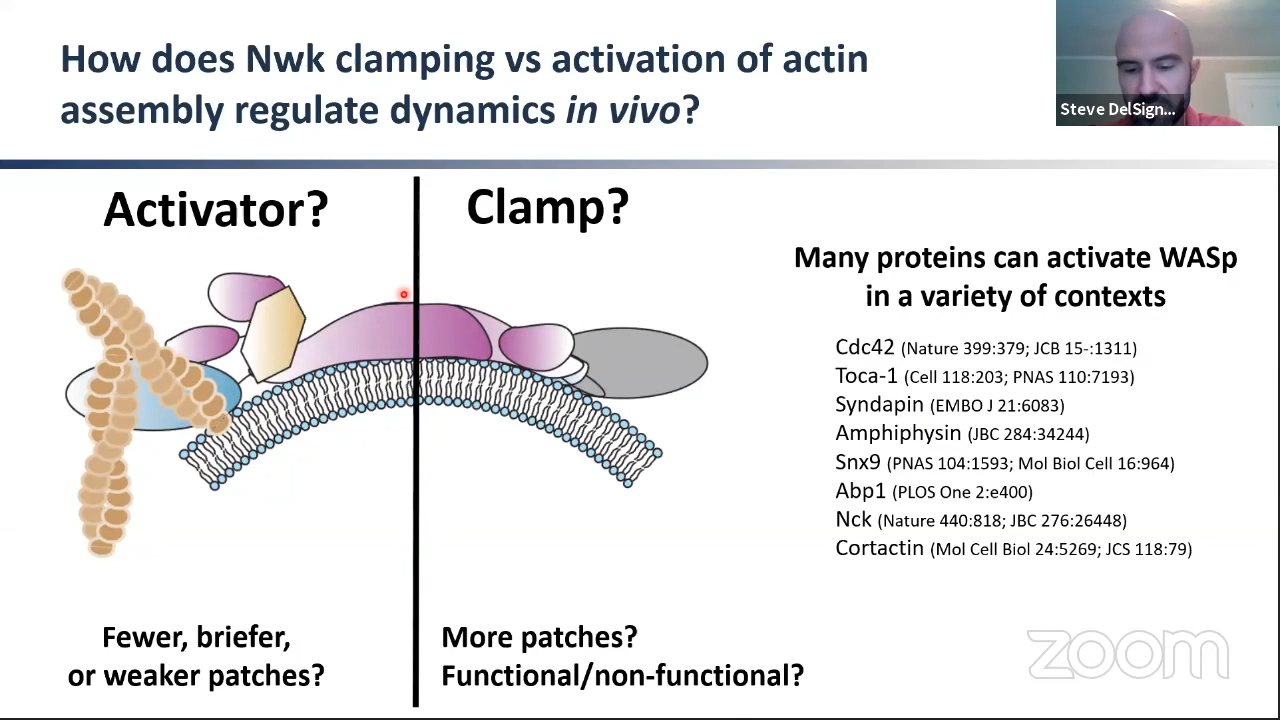 How does Nwk clamping vs activation of actin
assembly regulate dynamics in vivo?
Steve DelSign...
Activator?
Clamp?
Many proteins can activate WASp
in a variety of contexts
Cdc42 (Nature 399:379; JCB 15-:1311)
Toca-1 (Cell 118:203; PNAS 110:7193)
Syndapin (EMBO J 21:6083)
Amphiphysin (JBC 284:34244)
Snx9 (PNAS 104:1593; Mol Biol Cell 16:964)
Abp1 (PLOS One 2:e400)
Nck (Nature 440:818; JBC 276:26448)
Cortactin (Mol Cell Biol 24:5269; JCS 118:79)
Fewer, briefer,
or weaker patches?
More patches?
Functional/non-functional?
zoom